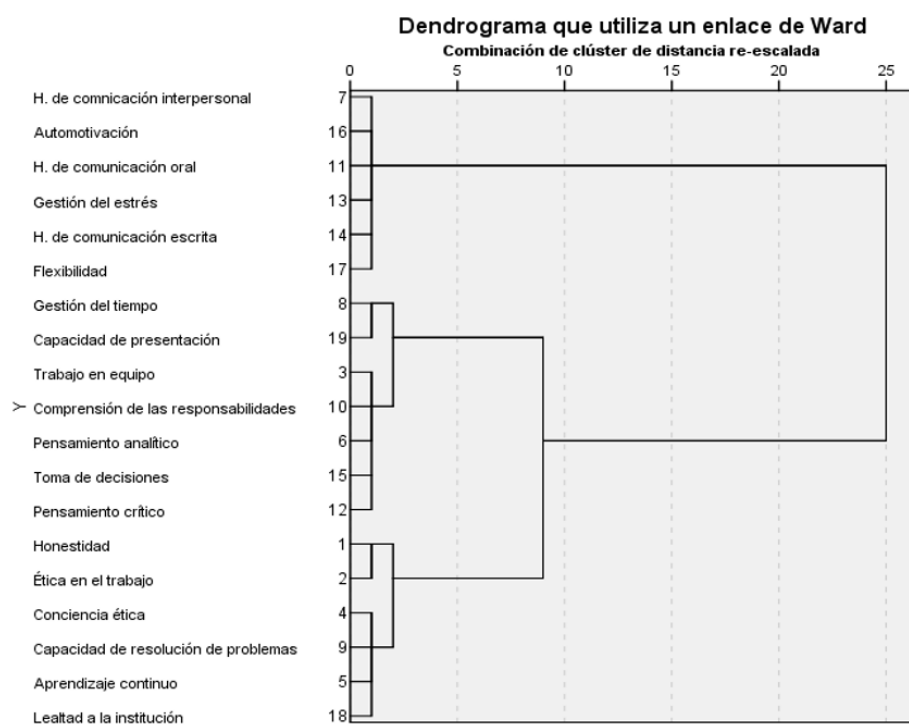 Dendrograma que utiliza un enlace de Ward
Combinación de clúster de distancia re-escalada
0 5 10 15 20 25
H. de comnicación interpersonal 7
Automotivación 16
H. de comunicación oral 11
Gestión del estrés 13
H. de comunicación escrita 14
Flexibilidad 17
Gestión del tiempo 8
Capacidad de presentación 19
Trabajo en equipo 3
Y Comprensión de las responsabilidades 10
Pensamiento analítico 6
Toma de decisiones 15
Pensamiento crítico 12
Honestidad 1
Ética en el trabajo 2
Conciencia ética 4
Capacidad de resolución de problemas 9
Aprendizaje continuo 5
Lealtad a la institución 18